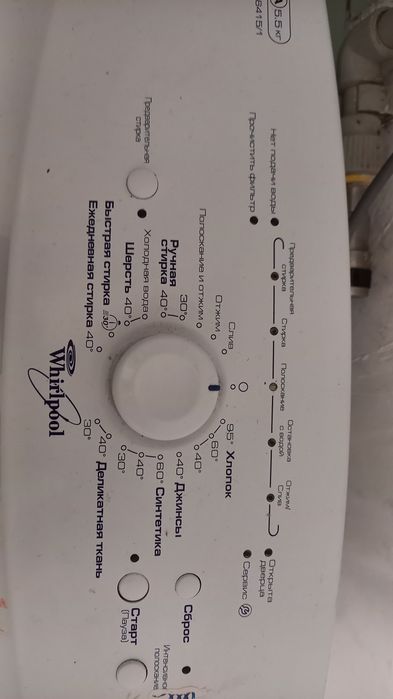 A 5,5 кг
8415/1
Нет подачи воды
Прочистить фильтр
Предварительная
стирка
Стирка
Полоскание
Остановка
с водой
Отжим/
Слив
Открыта
дверца
Сервис
Предварительная
стирка
Слив
Отжим
Полоскание и отжим
30°
Ручная
стирка 40°
Холодная вода
Шерсть 40°
Быстрая стирка 30°
Ежедневная стирка 40°
95° Хлопок
60°
40°
40° Джинсы
60° Синтетика
40°
30°
40° Деликатная ткань
30°
Whirlpool
Сброс
Старт
(Пауза)